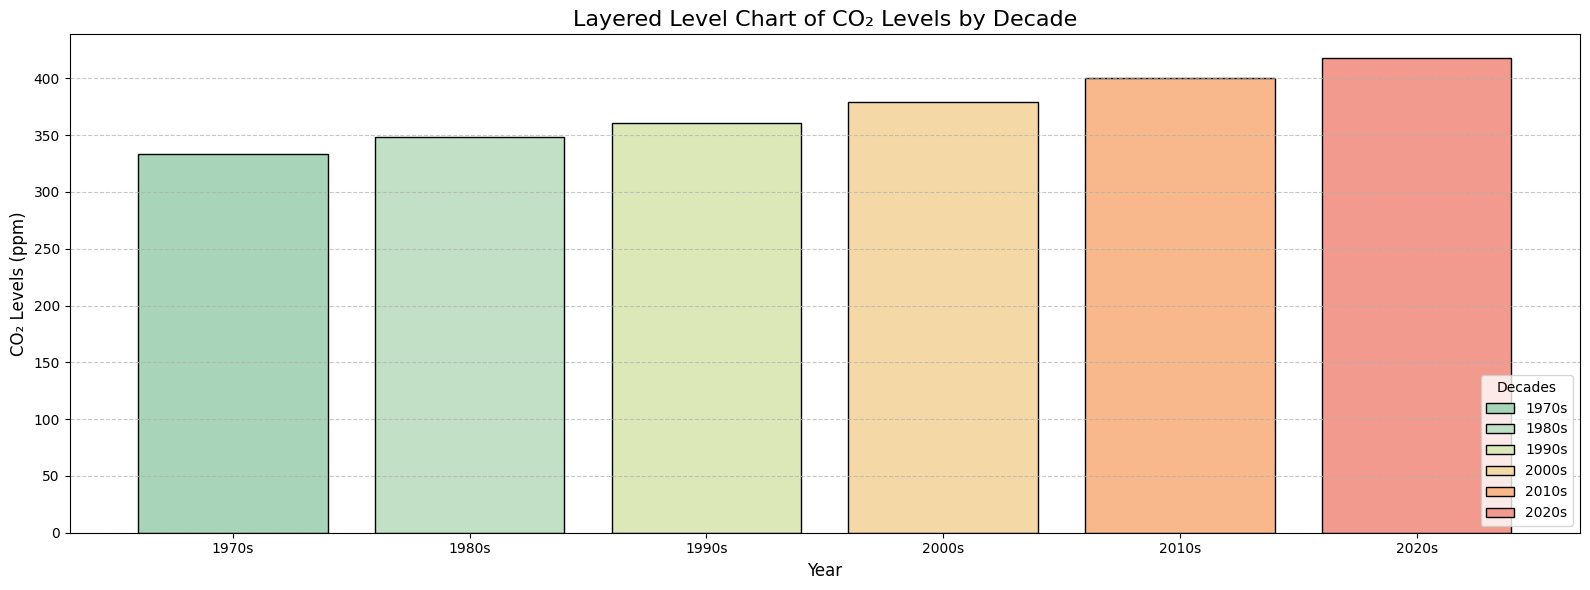 Layered Level Chart of CO₂ Levels by Decade
CO₂ Levels (ppm)
400
350
300
250
200
150
100
50
0
1970s
1980s
1990s
2000s
2010s
2020s
Year
Decades
1970s
1980s
1990s
2000s
2010s
2020s